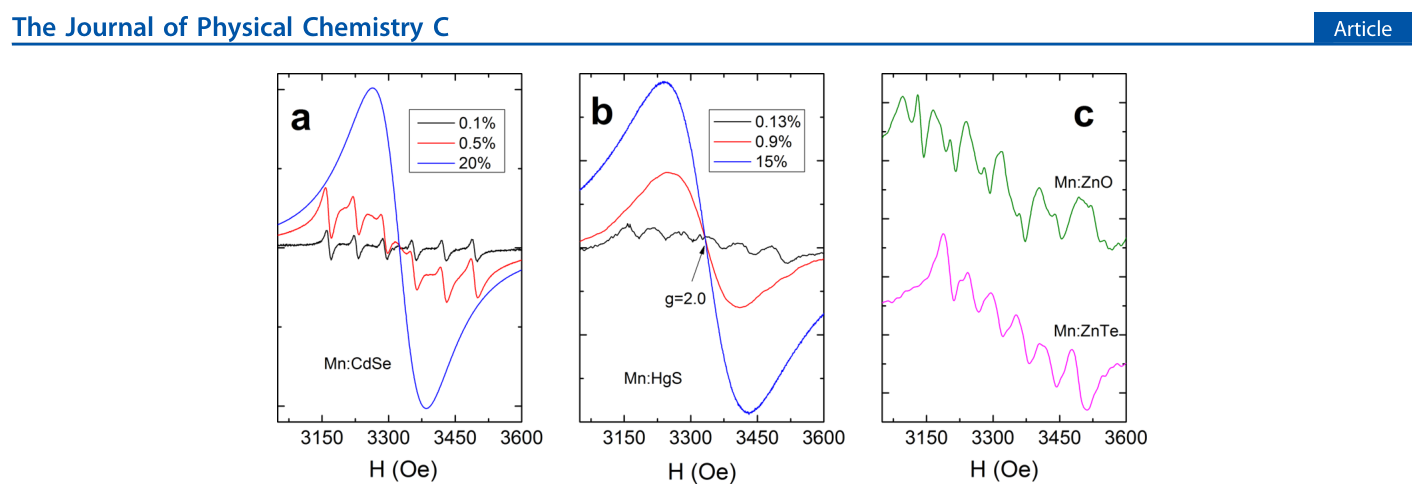 The Journal of Physical Chemistry C
Article
a
0.1%
0.5%
20%
Mn:CdSe
3150 3300 3450 3600
H (Oe)
b
0.13%
0.9%
15%
g=2.0
Mn:HgS
3150 3300 3450 3600
H (Oe)
c
Mn:ZnO
Mn:ZnTe
3150 3300 3450 3600
H (Oe)